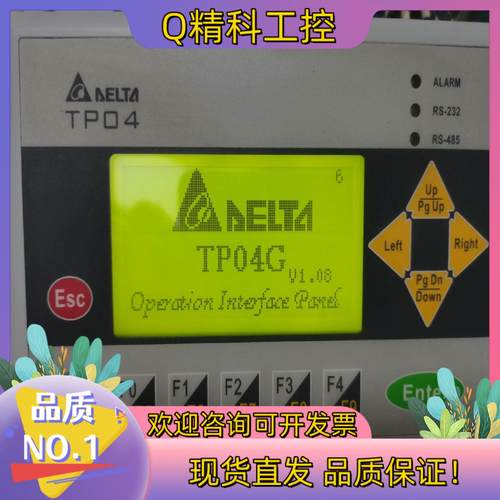 Q精科工控
DELTA
TP04
ALARM
RS-232
RS-485
6
DELTA
TP04G
V1.08
Operation Interface Panel
Up
Pg Up
Left
Right
Pg Dn
Down
Esc
F1
F2
F3
F4
Enter
品质
NO.1
欢迎咨询可开发票
现货直发 品质保证!